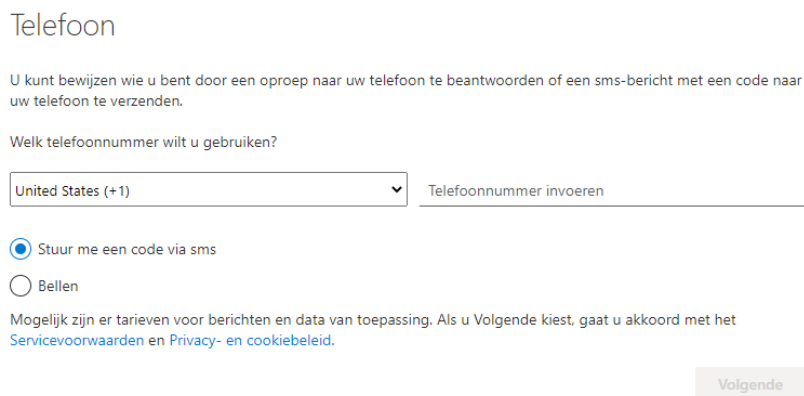 Telefoon
U kunt bewijzen wie u bent door een oproep naar uw telefoon te beantwoorden of een sms-bericht met een code naar
uw telefoon te verzenden.
Welk telefoonnummer wilt u gebruiken?
United States (+1)
Telefoonnummer invoeren
Stuur me een code via sms
Bellen
Mogelijk zijn er tarieven voor berichten en data van toepassing. Als u Volgende kiest, gaat u akkoord met het
Servicevoorwaarden en Privacy- en cookiebeleid.
Volgende